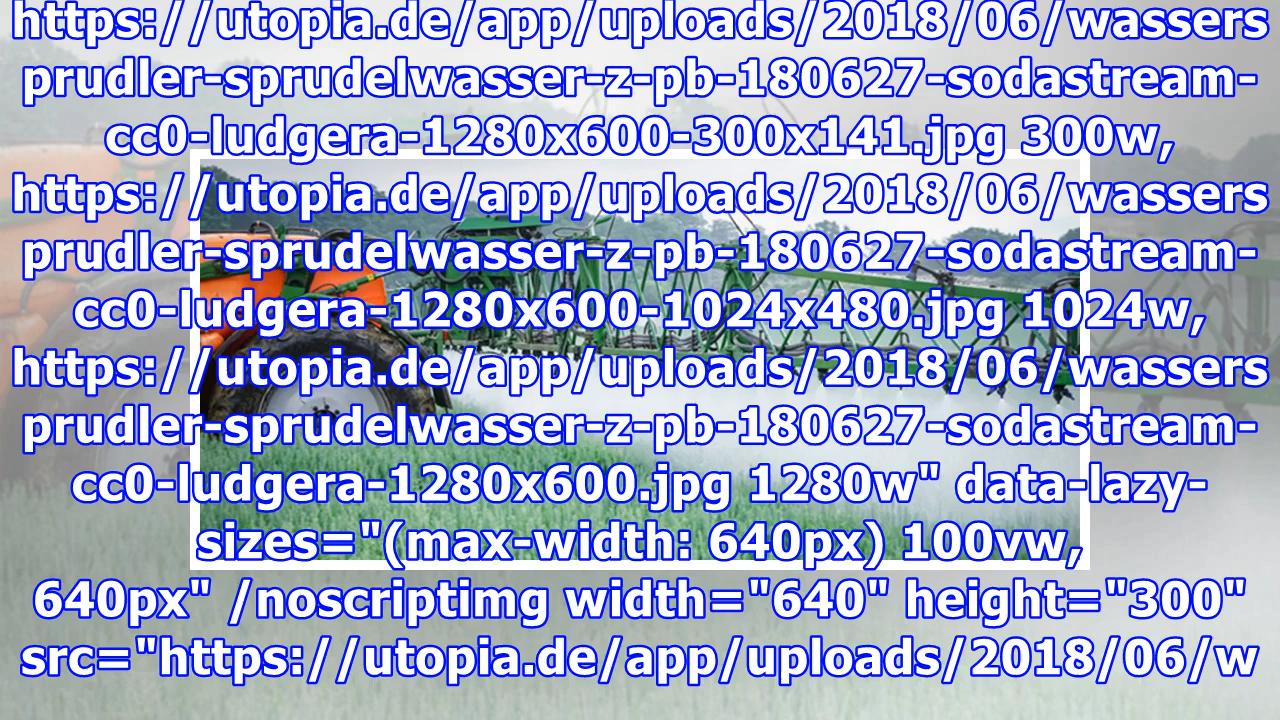 https://utopia.de/app/uploads/2018/06/wassers
prudler-sprudelwasser-z-pb-180627-sodastream-
cc0-ludgera-1280x600-300x141.jpg 300w,
https://utopia.de/app/uploads/2018/06/wassers
prudler-sprudelwasser-z-pb-180627-sodastream-
cc0-ludgera-1280x600-1024x480.jpg 1024w,
https://utopia.de/app/uploads/2018/06/wassers
prudler-sprudelwasser-z-pb-180627-sodastream-
cc0-ludgera-1280x600.jpg 1280w" data-lazy-
sizes="(max-width: 640px) 100vw,
640px" /noscriptimg width="640" height="300"
src="https://utopia.de/app/uploads/2018/06/w